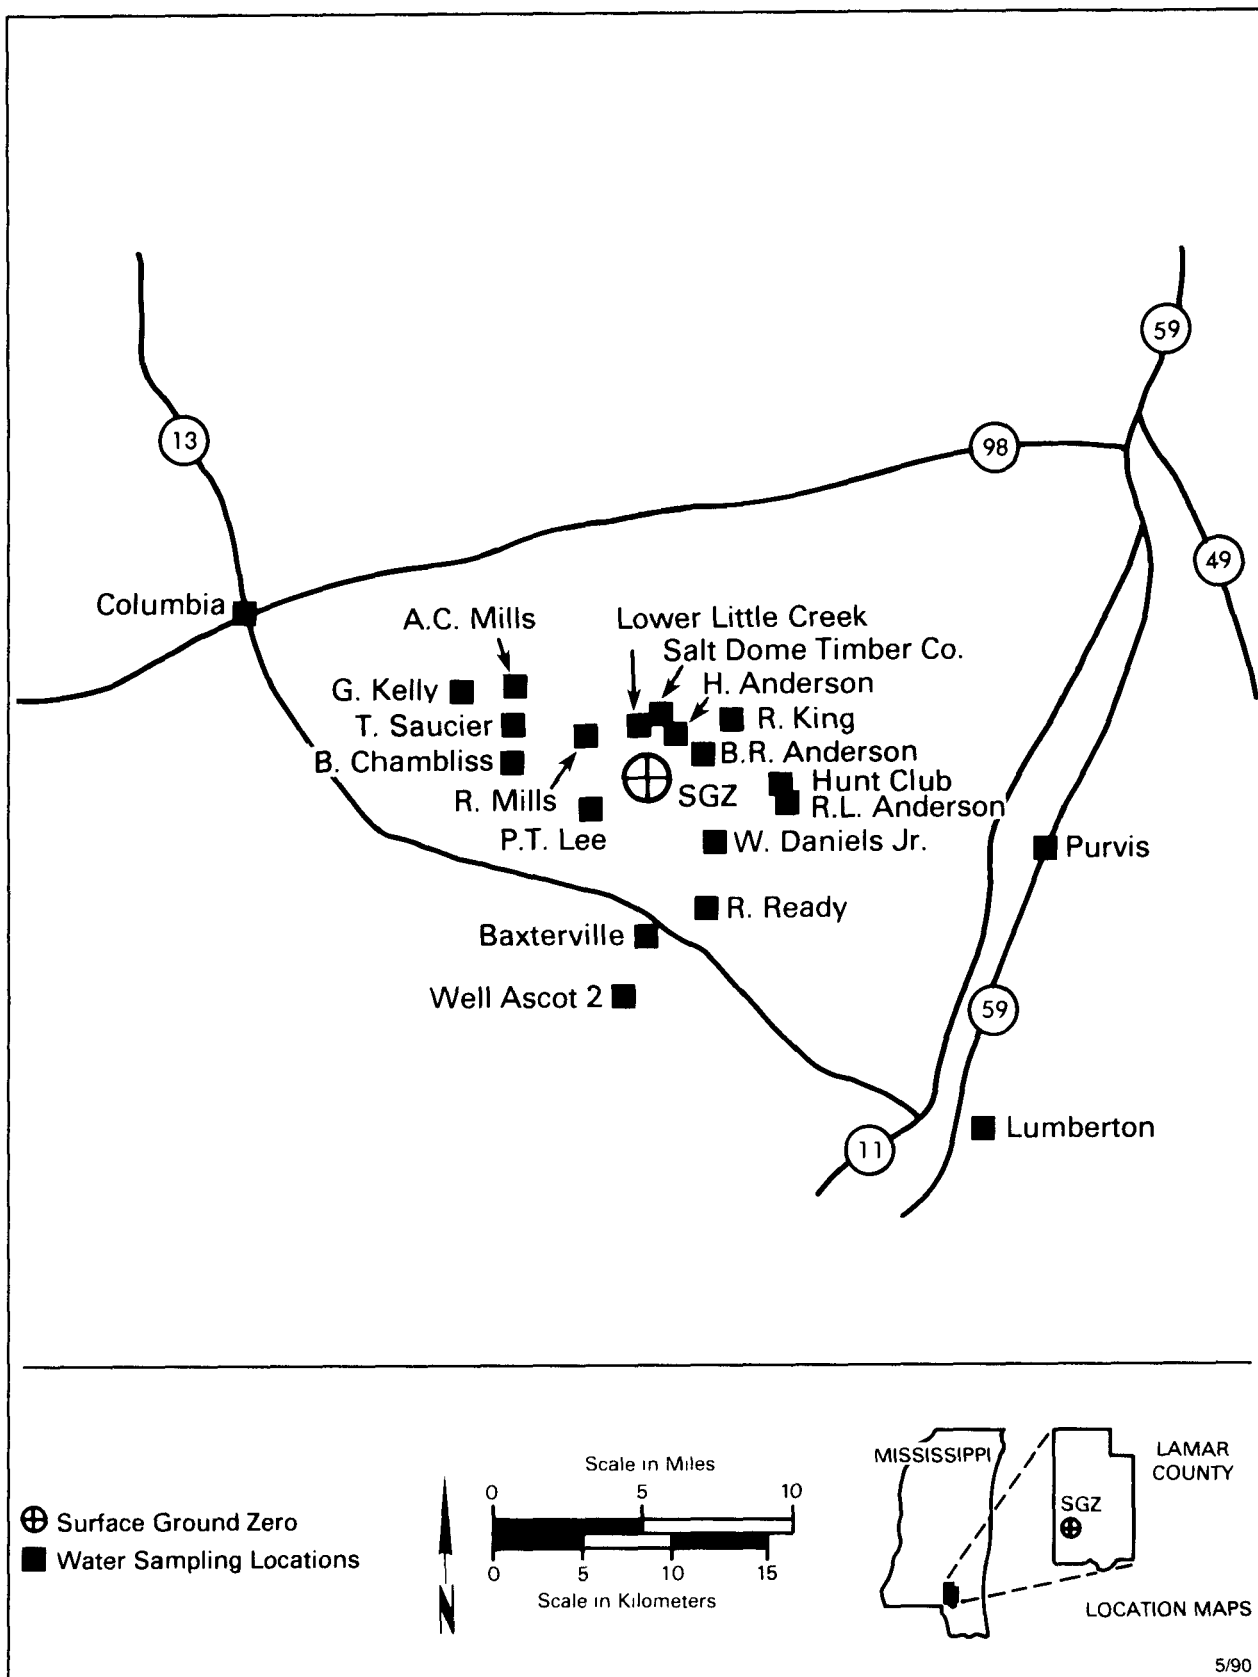 59
13
98
49
Columbia
A.C. Mills
Lower Little Creek
Salt Dome Timber Co.
G. Kelly
H. Anderson
T. Saucier
R. King
B. Chambliss
B.R. Anderson
R. Mills
SGZ
Hunt Club
R.L. Anderson
P.T. Lee
W. Daniels Jr.
Purvis
R. Ready
Baxterville
Well Ascot 2
59
Lumberton
11
Surface Ground Zero
Water Sampling Locations
N
Scale in Miles
0 5 10
0 5 10 15
Scale in Kilometers
MISSISSIPPI
LAMAR
COUNTY
SGZ
LOCATION MAPS
5/90